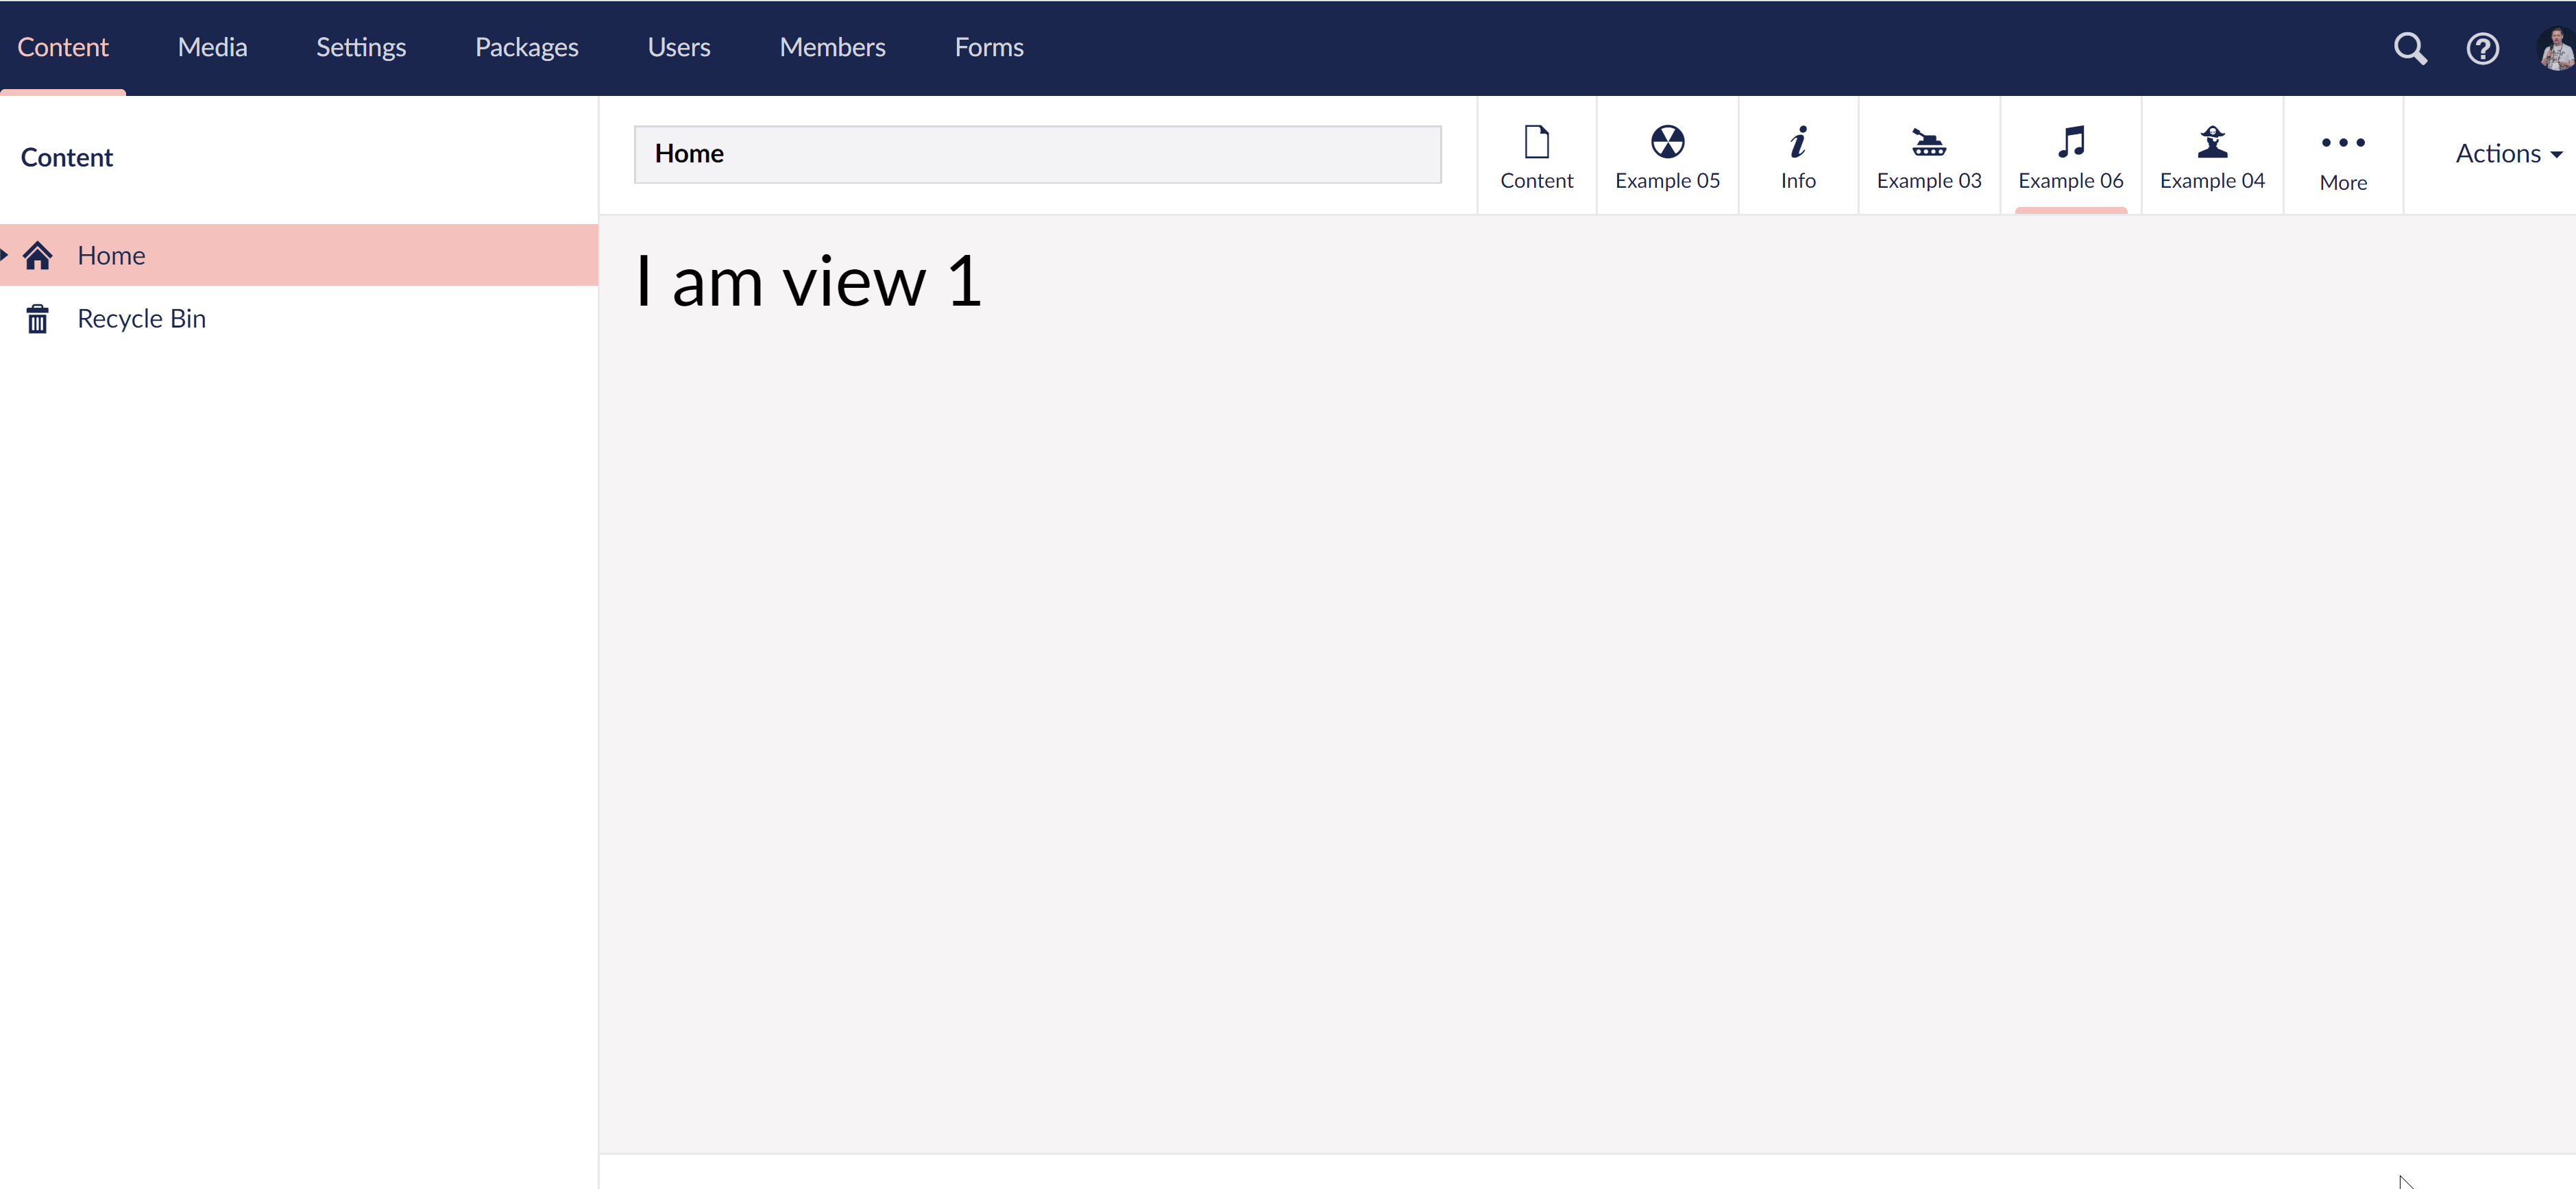 Content Media Settings Packages Users Members Forms
Content
Home
Content Example 05 Info Example 03 Example 06 Example 04 More
Actions
Home
Recycle Bin
I am view 1